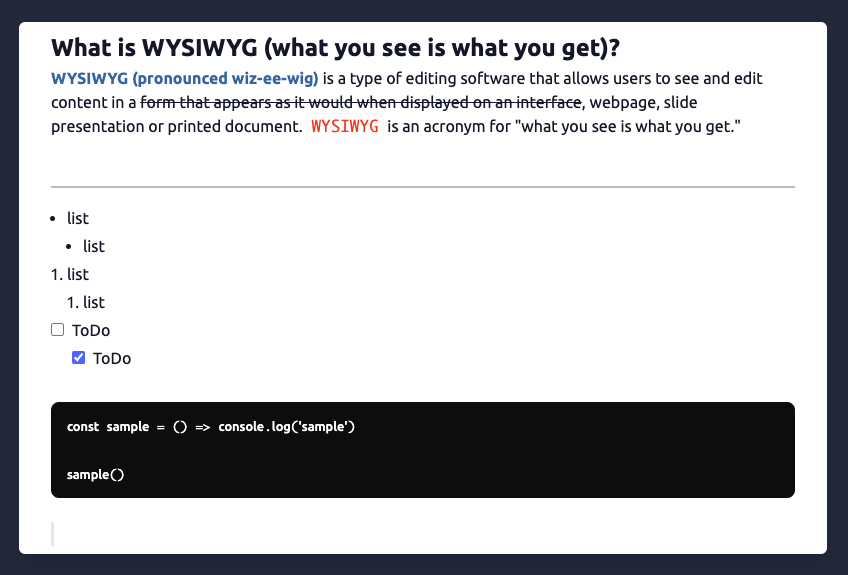 What is WYSIWYG (what you see is what you get)?
WYSIWYG (pronounced wiz-ee-wig) is a type of editing software that allows users to see and edit
content in a form that appears as it would when displayed on an interface, webpage, slide
presentation or printed document. WYSIWYG is an acronym for "what you see is what you get."
• list
• list
1. list
1. list
ToDo
ToDo
const sample = () => console.log('sample')
sample()